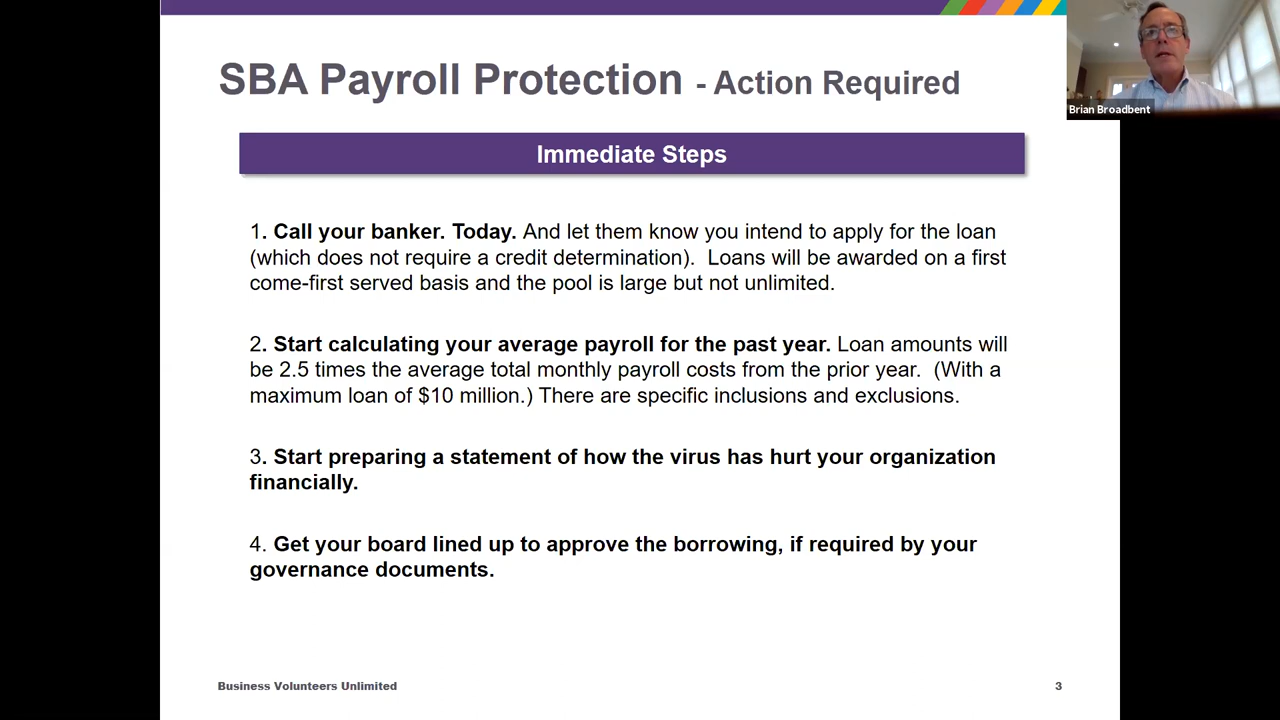 SBA Payroll Protection - Action Required
Brian Broadbent
Immediate Steps
1. Call your banker. Today. And let them know you intend to apply for the loan
(which does not require a credit determination).  Loans will be awarded on a first
come-first served basis and the pool is large but not unlimited.
2. Start calculating your average payroll for the past year. Loan amounts will
be 2.5 times the average total monthly payroll costs from the prior year.  (With a
maximum loan of $10 million.) There are specific inclusions and exclusions.
3. Start preparing a statement of how the virus has hurt your organization
financially.
4. Get your board lined up to approve the borrowing, if required by your
governance documents.
Business Volunteers Unlimited
3